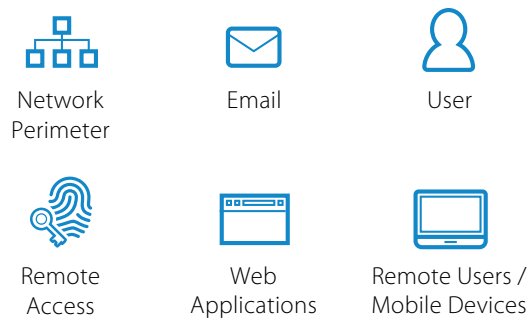 Network
Perimeter
Email
User
Remote
Access
Web
Applications
Remote Users /
Mobile Devices